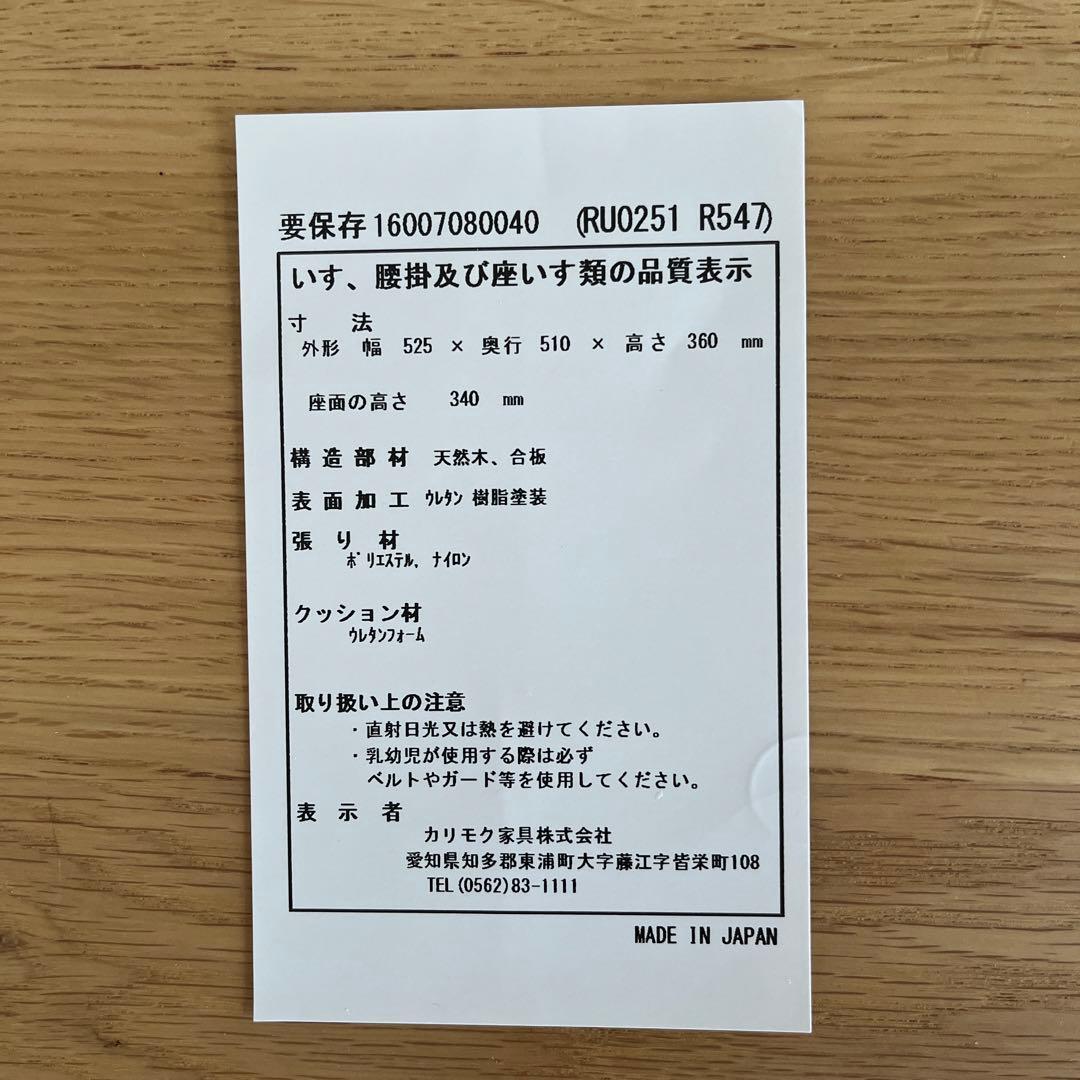 要保存16007080040 (RU0251 R547)
いす、腰掛及び座いす類の品質表示
寸 法
外形 幅 525 × 奥行 510 × 高さ 360 mm
座面の高さ 340 mm
構造部材 天然木、合板
表面加工 ｳﾚﾀﾝ 樹脂塗装
張り材
ﾎﾟﾘｴｽﾃﾙ, ﾅｲﾛﾝ
クッション材
ｳﾚﾀﾝﾌｫｰﾑ
取り扱い上の注意
・直射日光又は熱を避けてください。
・乳幼児が使用する際は必ず
ベルトやガード等を使用してください。
表示者
カリモク家具株式会社
愛知県知多郡東浦町大字藤江字皆栄町108
TEL(0562)83-1111
MADE IN JAPAN